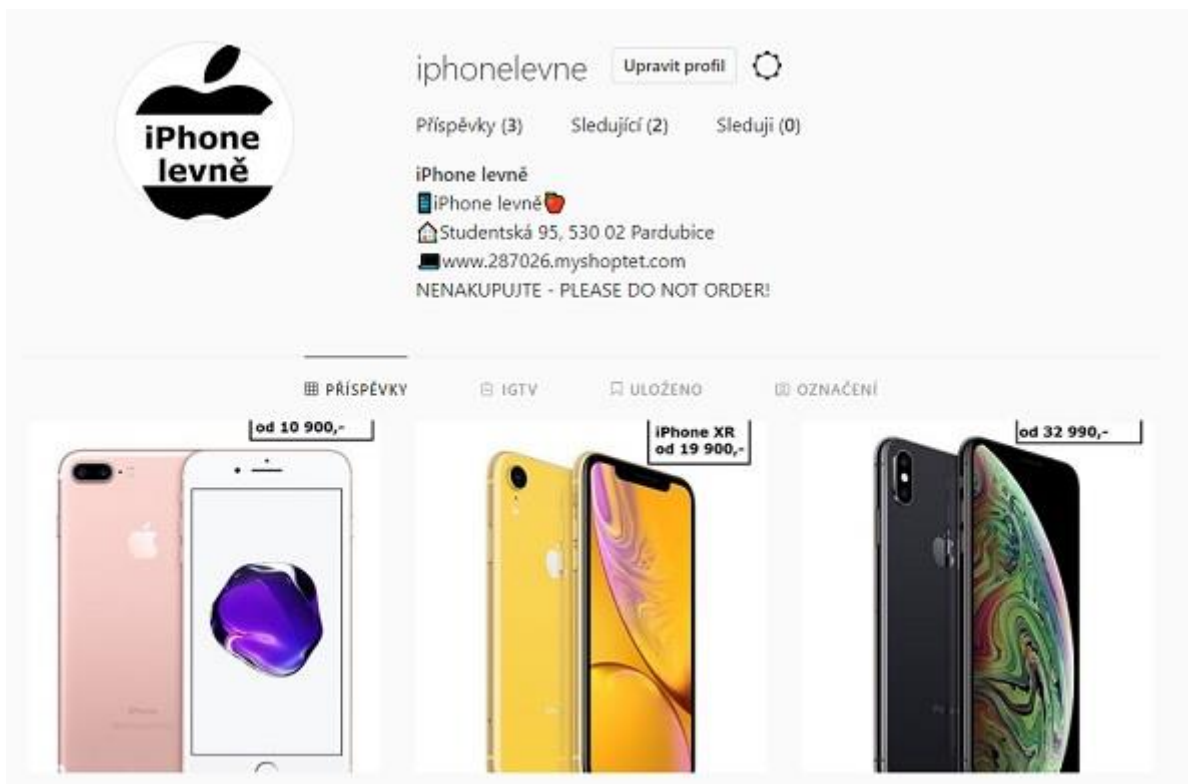 iPhone
levně
iphonelevne Upravit profil
Příspěvky (3) Sledující (2) Sleduji (0)
iPhone levně
iPhone levně
Studentská 95, 530 02 Pardubice
www.287026.myshoptet.com
NENAKUPUJTE - PLEASE DO NOT ORDER!
PŘÍSPĚVKY IGTV ULOŽENO OZNAČENÍ
od 10 900,-
iPhone XR
od 19 900,-
od 32 990,-
iPhone